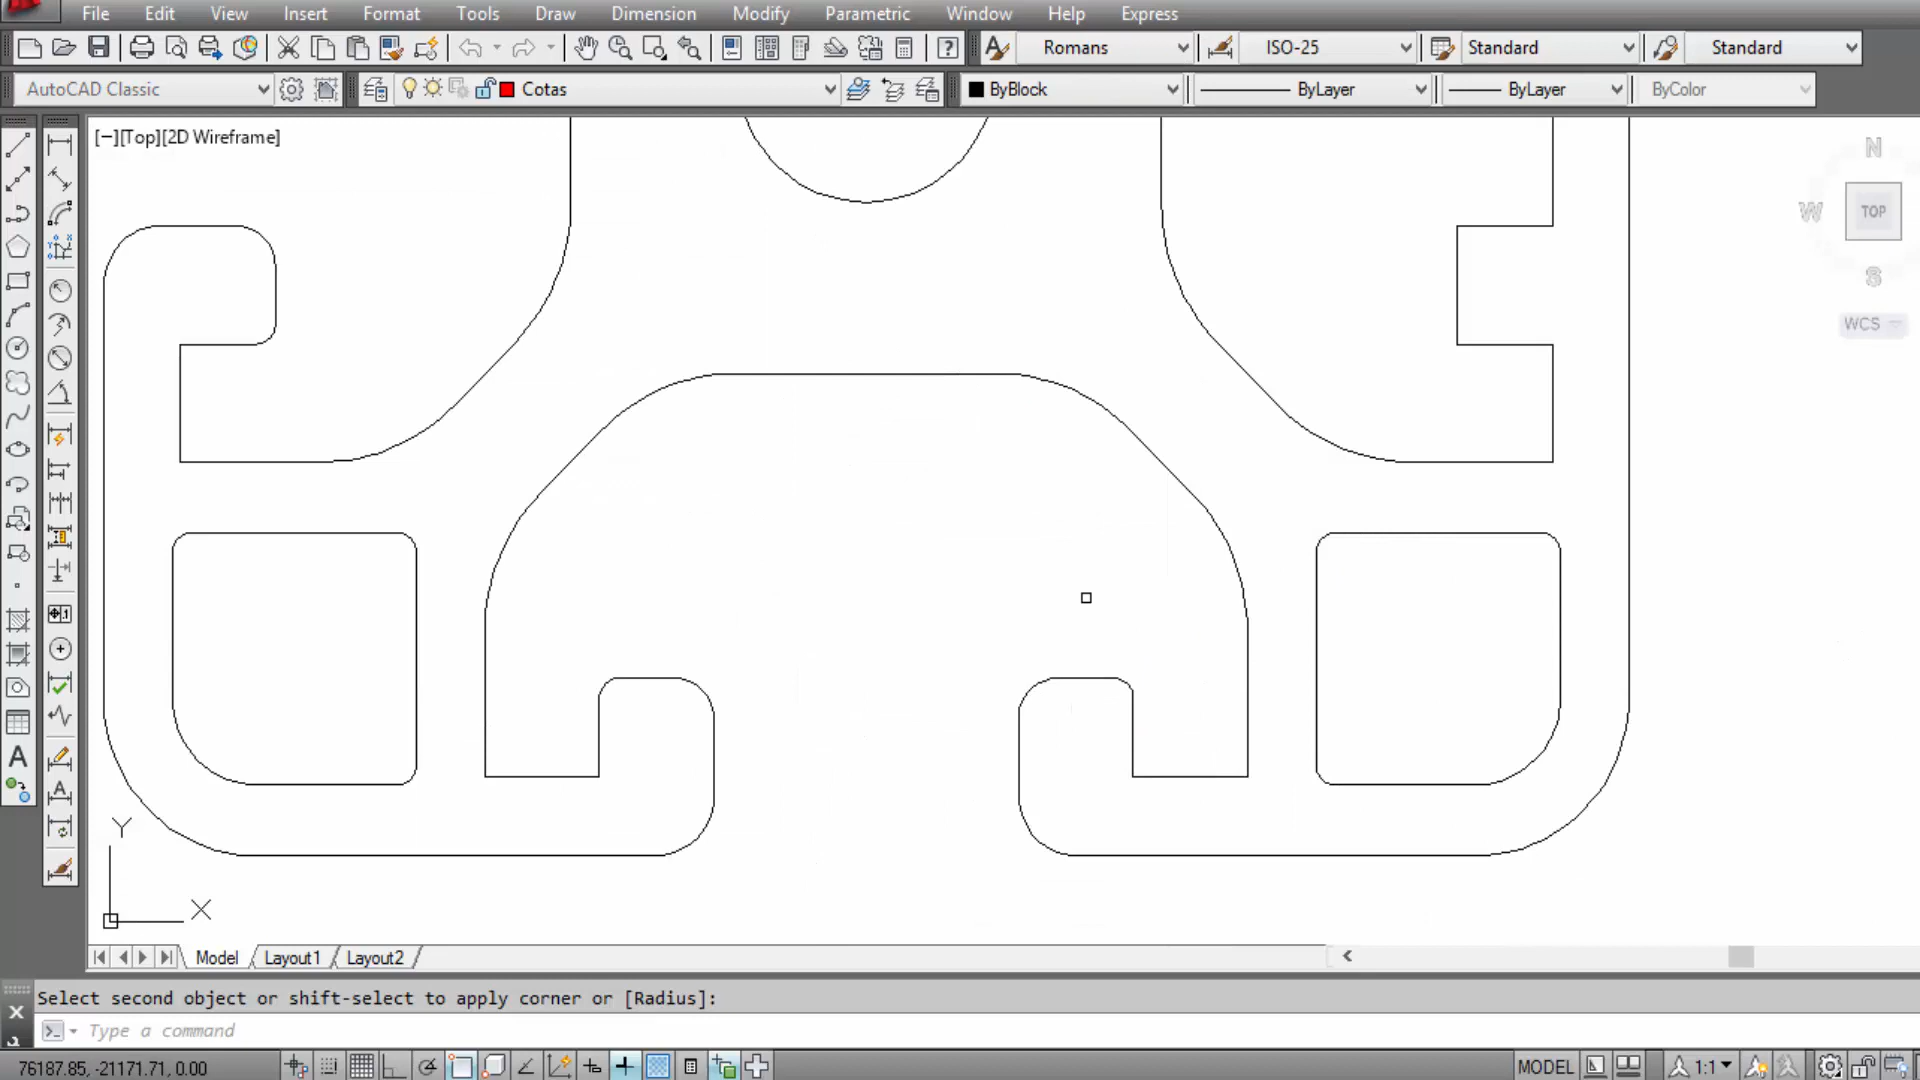 File Edit View Insert Format Tools Draw Dimension Modify Parametric Window Help Express
Romans ISO-25 Standard Standard
AutoCAD Classic Cotas ByBlock ByLayer ByLayer ByColor
[−][Top][2D Wireframe]
N
W TOP
S
WCS
Y
X
Model Layout1 Layout2
Select second object or shift-select to apply corner or [Radius]:
Type a command
76187.85, -21171.71, 0.00 MODEL 1:1